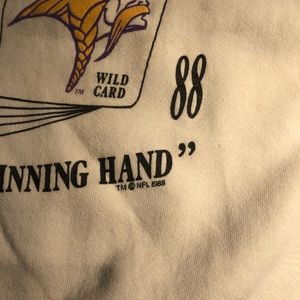 WILD
CARD
TM
88
INNING HAND”
TM © NFL 1988